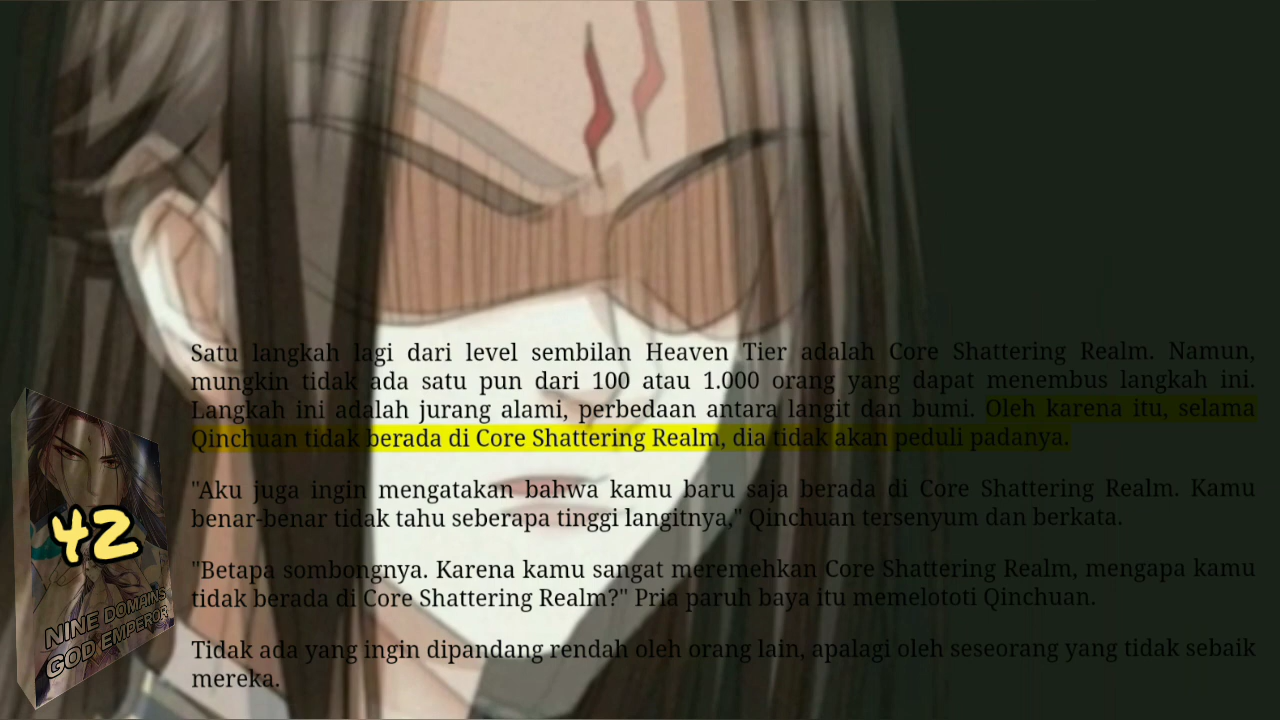 Satu langkah lagi dari level sembilan Heaven Tier adalah Core Shattering Realm. Namun,
mungkin tidak ada satu pun dari 100 atau 1.000 orang yang dapat menembus langkah ini.
Langkah ini adalah jurang alami, perbedaan antara langit dan bumi. Oleh karena itu, selama
Qinchuan tidak berada di Core Shattering Realm, dia tidak akan peduli padanya.
"Aku juga ingin mengatakan bahwa kamu baru saja berada di Core Shattering Realm. Kamu
benar-benar tidak tahu seberapa tinggi langitnya," Qinchuan tersenyum dan berkata.
"Betapa sombongnya. Karena kamu sangat meremehkan Core Shattering Realm, mengapa kamu
tidak berada di Core Shattering Realm?" Pria paruh baya itu memelototi Qinchuan.
Tidak ada yang ingin dipandang rendah oleh orang lain, apalagi oleh seseorang yang tidak sebaik
mereka.
42
NINE DOMAINS
GOD EMPEROR